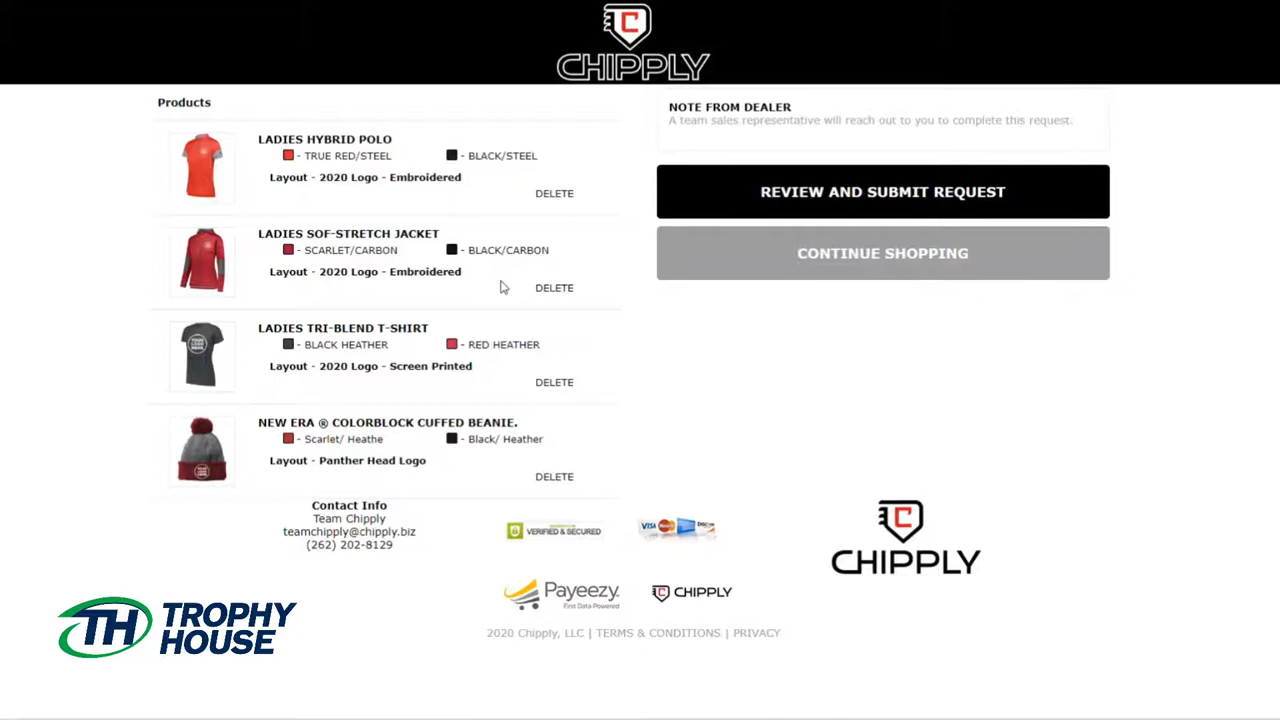 CHIPPLY
Products
LADIES HYBRID POLO
- TRUE RED/STEEL - BLACK/STEEL
Layout - 2020 Logo - Embroidered
DELETE
LADIES SOF-STRETCH JACKET
- SCARLET/CARBON - BLACK/CARBON
Layout - 2020 Logo - Embroidered
DELETE
LADIES TRI-BLEND T-SHIRT
- BLACK HEATHER - RED HEATHER
Layout - 2020 Logo - Screen Printed
DELETE
NEW ERA ® COLORBLOCK CUFFED BEANIE.
- Scarlet/ Heathe - Black/ Heather
Layout - Panther Head Logo
DELETE
NOTE FROM DEALER
A team sales representative will reach out to you to complete this request.
REVIEW AND SUBMIT REQUEST
CONTINUE SHOPPING
Contact Info
Team Chipply
teamchipply@chipply.biz
(262) 202-8129
VERIFIED & SECURED
VISA
Payeezy
First Data Powered
CHIPPLY
CHIPPLY
2020 Chipply, LLC | TERMS & CONDITIONS | PRIVACY
TH TROPHY
HOUSE